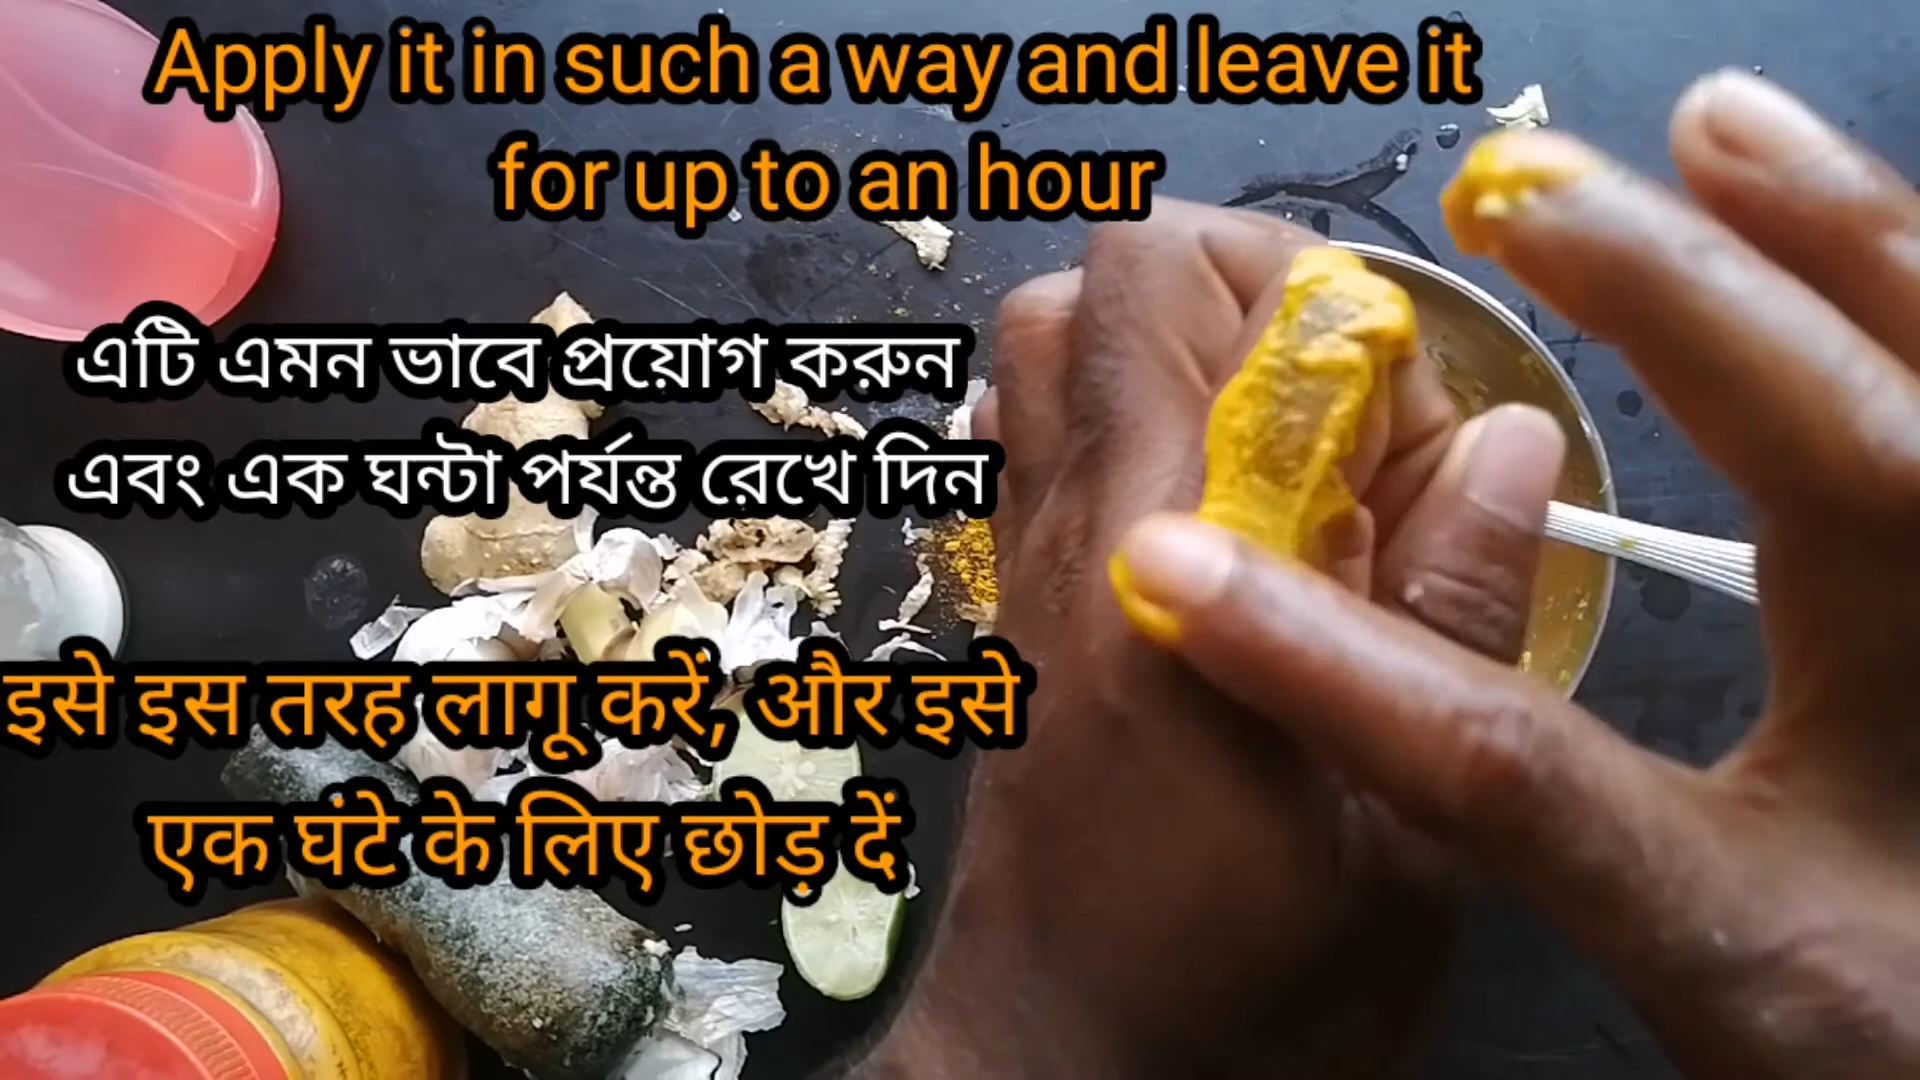 Apply it in such a way and leave it
for up to an hour
এটি এমন ভাবে প্রয়োগ করুন
এবং এক ঘন্টা পর্যন্ত রেখে দিন
इसे इस तरह लागू करें, और इसे
एक घंटे के लिए छोड़ दें